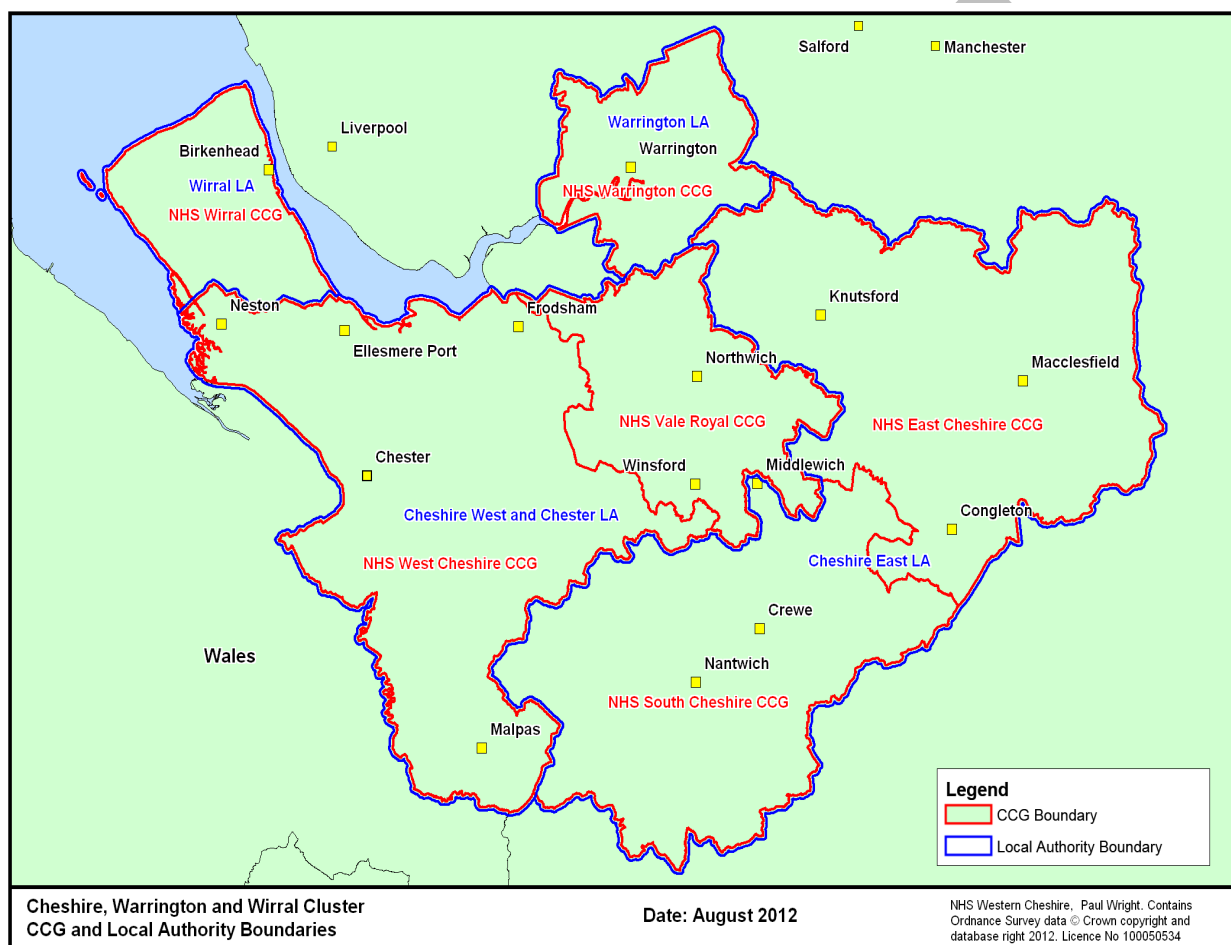 Salford
Manchester
Warrington LA
Liverpool
Warrington
Birkenhead
Wirral LA
NHS Warrington CCG
NHS Wirral CCG
Knutsford
Neston
Frodsham
Ellesmere Port
Northwich
Macclesfield
NHS Vale Royal CCG
NHS East Cheshire CCG
Chester
Winsford
Middlewich
Cheshire West and Chester LA
Congleton
NHS West Cheshire CCG
Cheshire East LA
Crewe
Wales
Nantwich
NHS South Cheshire CCG
Malpas
Legend
CCG Boundary
Local Authority Boundary
Cheshire, Warrington and Wirral Cluster
CCG and Local Authority Boundaries
Date: August 2012
NHS Western Cheshire, Paul Wright. Contains
Ordnance Survey data © Crown copyright and
database right 2012. Licence No 100050534